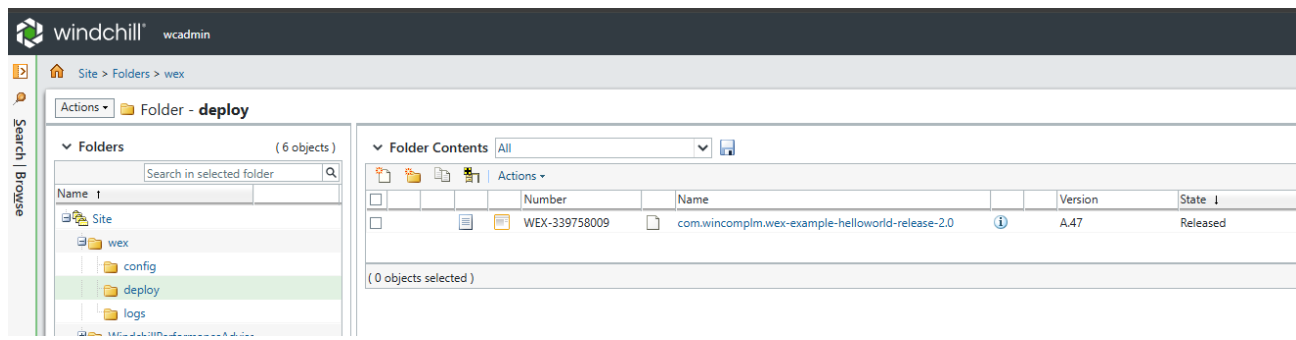 windchill® wcadmin
Site > Folders > wex
Actions Folder - deploy
Search | Browse
Folders (6 objects)
Search in selected folder
Name
Site
wex
config
deploy
logs
WindchillPerformanceAdvisor
Folder Contents All
Actions
Number Name Version State
WEX-339758009 com.wincomplm.wex-example-helloworld-release-2.0 A.47 Released
(0 objects selected)